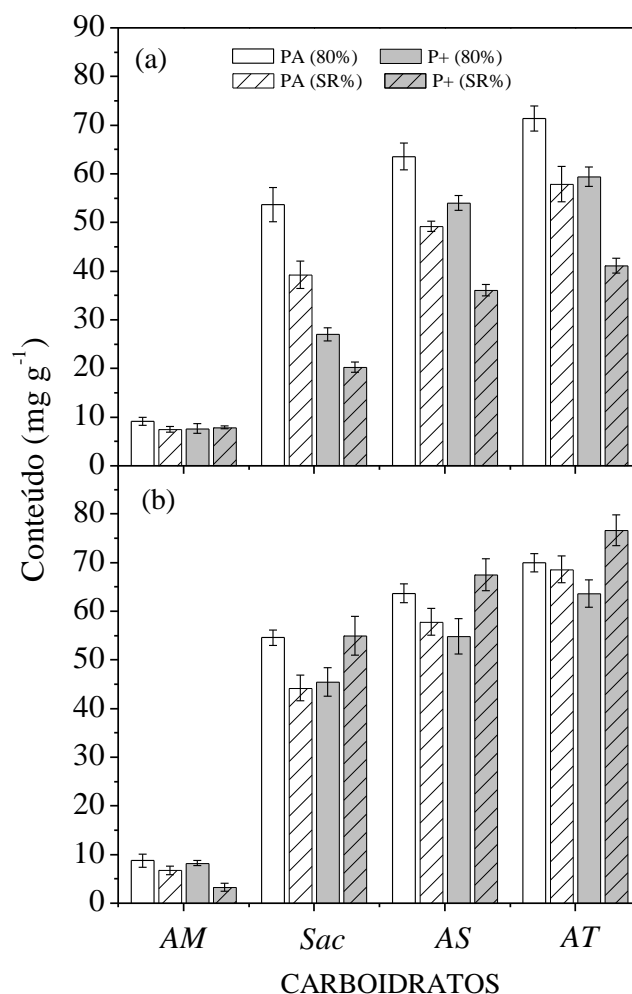 90
80
70
60
50
40
30
20
10
0
(a)
PA (80%) P+ (80%)
PA (SR%) P+ (SR%)
Conteúdo (mg g⁻¹)
80
70
60
50
40
30
20
10
0
(b)
AM Sac AS AT
CARBOIDRATOS